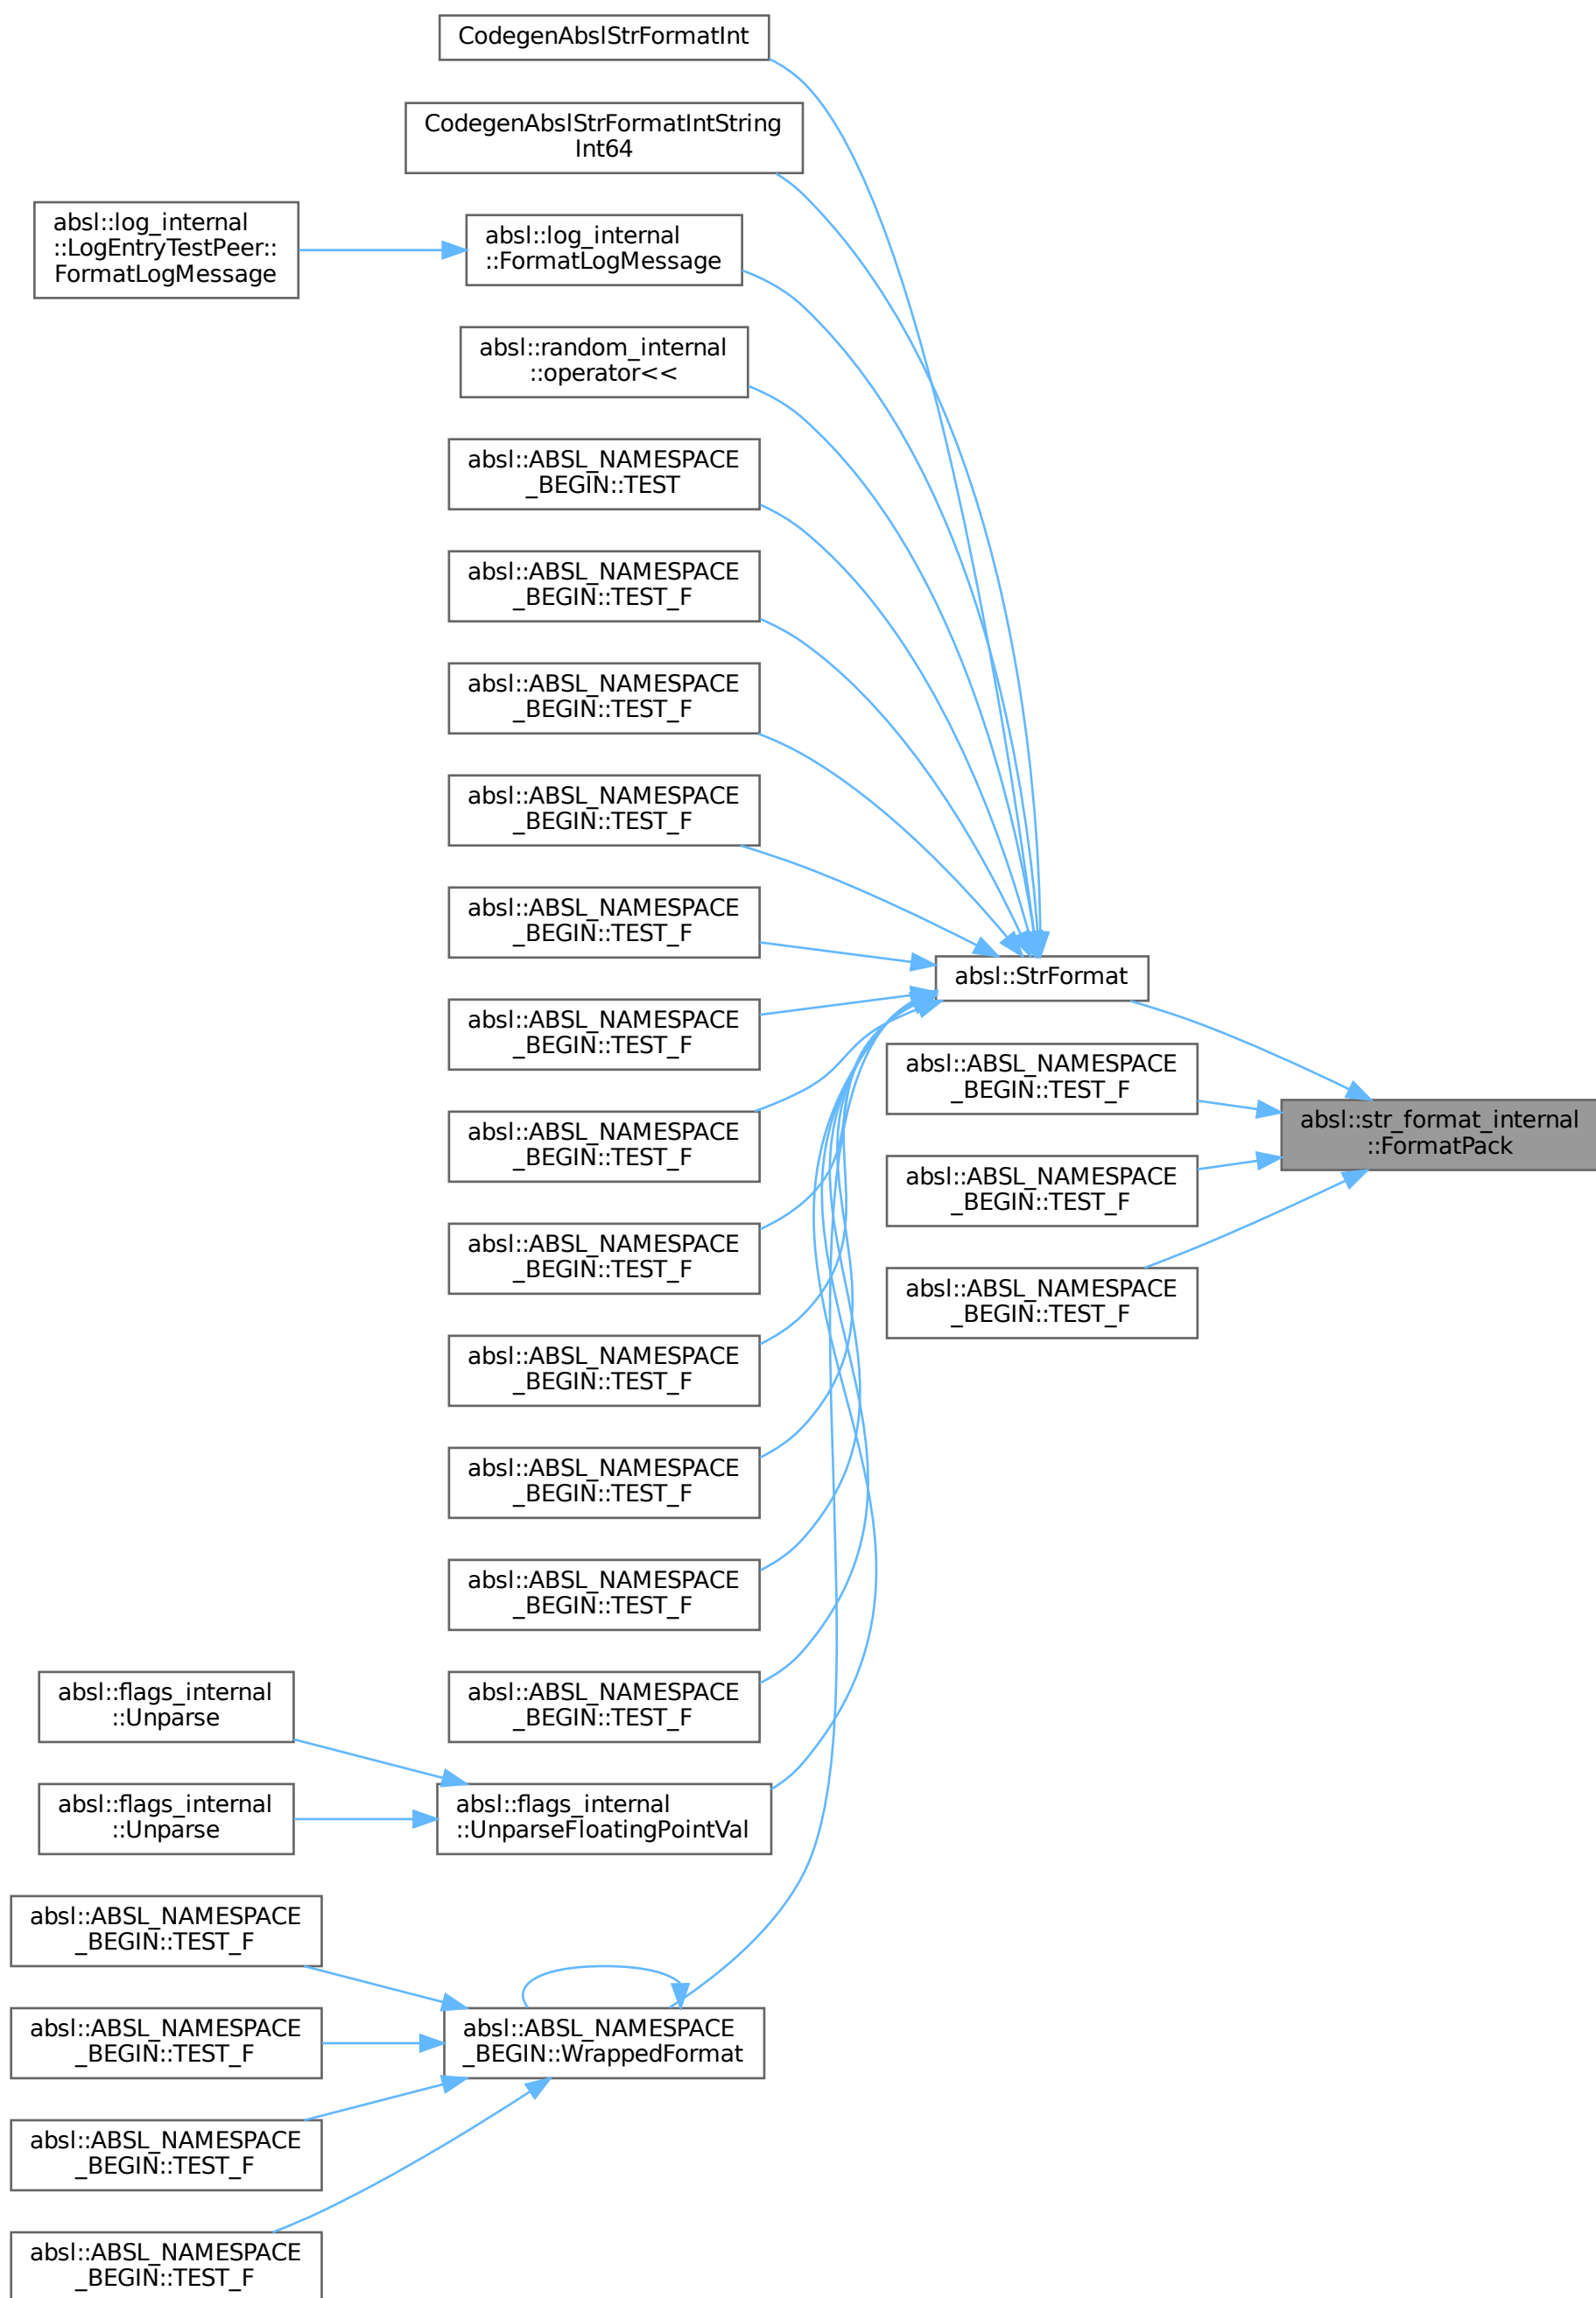 CodegenAbslStrFormatInt
CodegenAbslStrFormatIntString
Int64
absl::log_internal
::LogEntryTestPeer::
FormatLogMessage
absl::log_internal
::FormatLogMessage
absl::random_internal
::operator<<
absl::ABSL_NAMESPACE
_BEGIN::TEST
absl::ABSL_NAMESPACE
_BEGIN::TEST_F
absl::ABSL_NAMESPACE
_BEGIN::TEST_F
absl::ABSL_NAMESPACE
_BEGIN::TEST_F
absl::ABSL_NAMESPACE
_BEGIN::TEST_F
absl::StrFormat
absl::ABSL_NAMESPACE
_BEGIN::TEST_F
absl::ABSL_NAMESPACE
_BEGIN::TEST_F
absl::str_format_internal
::FormatPack
absl::ABSL_NAMESPACE
_BEGIN::TEST_F
absl::ABSL_NAMESPACE
_BEGIN::TEST_F
absl::ABSL_NAMESPACE
_BEGIN::TEST_F
absl::ABSL_NAMESPACE
_BEGIN::TEST_F
absl::ABSL_NAMESPACE
_BEGIN::TEST_F
absl::ABSL_NAMESPACE
_BEGIN::TEST_F
absl::ABSL_NAMESPACE
_BEGIN::TEST_F
absl::ABSL_NAMESPACE
_BEGIN::TEST_F
absl::flags_internal
::Unparse
absl::flags_internal
::Unparse
absl::flags_internal
::UnparseFloatingPointVal
absl::ABSL_NAMESPACE
_BEGIN::TEST_F
absl::ABSL_NAMESPACE
_BEGIN::TEST_F
absl::ABSL_NAMESPACE
_BEGIN::WrappedFormat
absl::ABSL_NAMESPACE
_BEGIN::TEST_F
absl::ABSL_NAMESPACE
_BEGIN::TEST_F